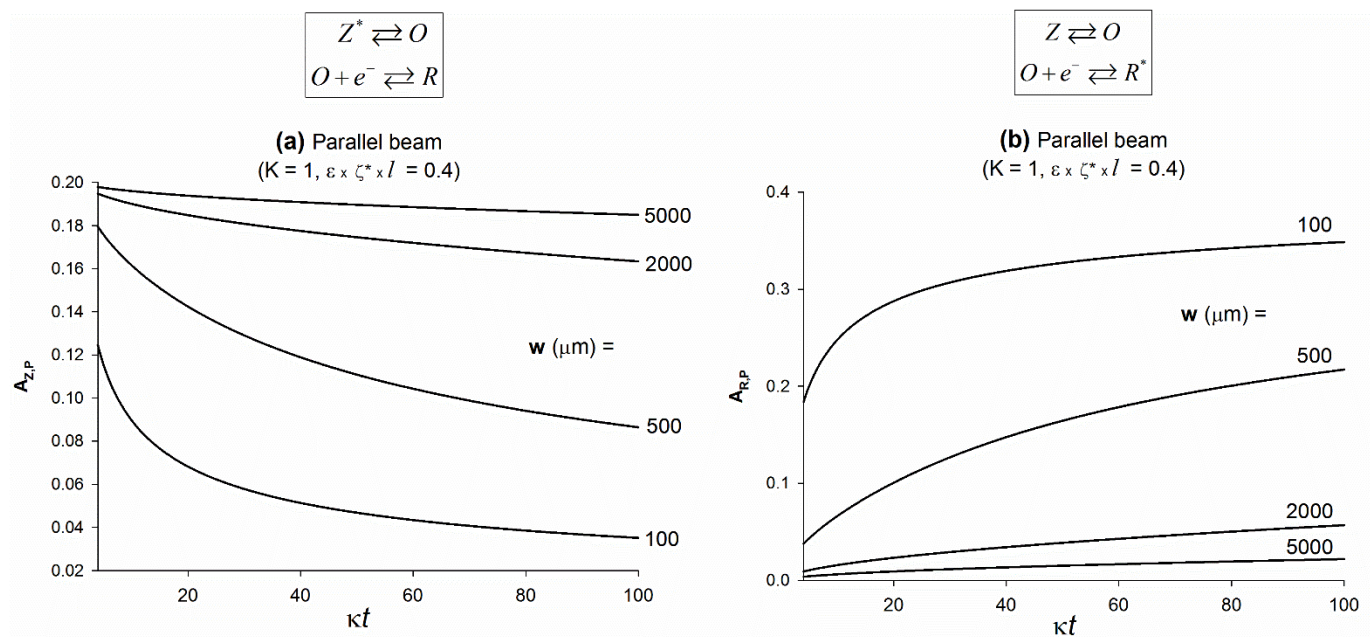 Z* ⇄ O
O + e⁻ ⇄ R
(a) Parallel beam
(K = 1, ε x ζ* x l = 0.4)
0.20
0.18
0.16
0.14
0.12
0.10
0.08
0.06
0.04
0.02
A_Z,P
5000
2000
w (μm) =
500
100
20
40
60
80
100
κt
Z ⇄ O
O + e⁻ ⇄ R*
(b) Parallel beam
(K = 1, ε x ζ* x l = 0.4)
0.4
0.3
0.2
0.1
0.0
A_R,P
100
w (μm) =
500
2000
5000
20
40
60
80
100
κt